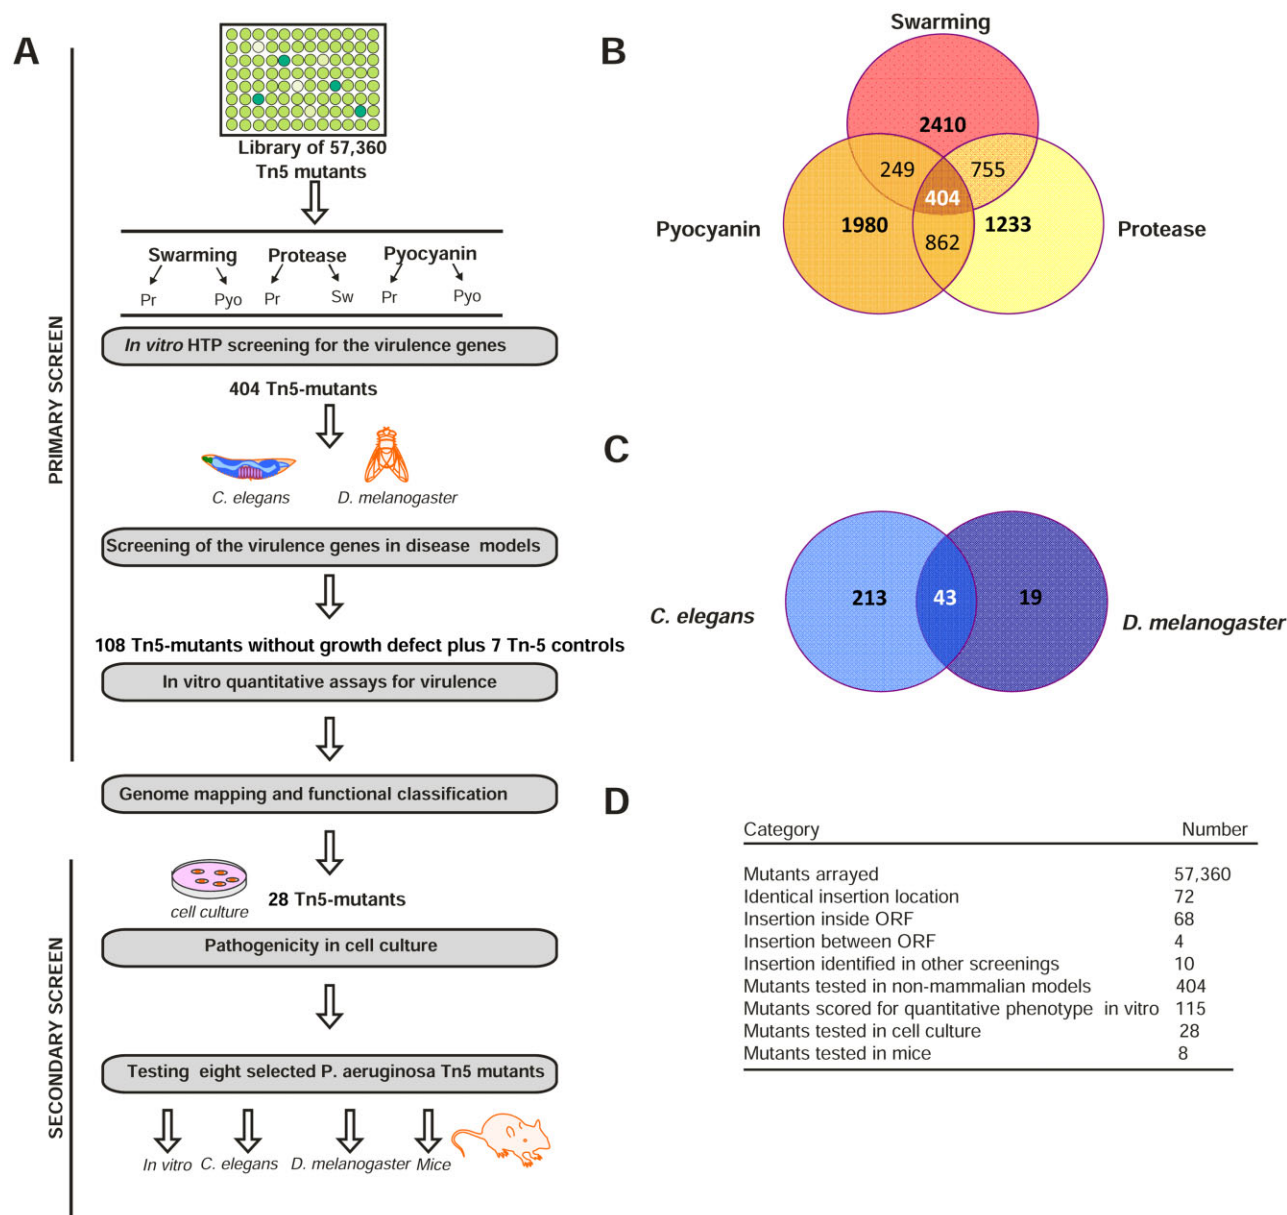 A
PRIMARY SCREEN
Library of 57,360
Tn5 mutants
Swarming Protease Pyocyanin
Pr Pyo Pr Sw Pr Pyo
In vitro HTP screening for the virulence genes
404 Tn5-mutants
C. elegans D. melanogaster
Screening of the virulence genes in disease models
108 Tn5-mutants without growth defect plus 7 Tn-5 controls
In vitro quantitative assays for virulence
Genome mapping and functional classification
SECONDARY SCREEN
cell culture
28 Tn5-mutants
Pathogenicity in cell culture
Testing eight selected P. aeruginosa Tn5 mutants
In vitro C. elegans D. melanogaster Mice
B
Swarming
2410
249 755
404
Pyocyanin 1980 1233 Protease
862
C
213 43 19
C. elegans D. melanogaster
D
Category Number
Mutants arrayed 57,360
Identical insertion location 72
Insertion inside ORF 68
Insertion between ORF 4
Insertion identified in other screenings 10
Mutants tested in non-mammalian models 404
Mutants scored for quantitative phenotype in vitro 115
Mutants tested in cell culture 28
Mutants tested in mice 8